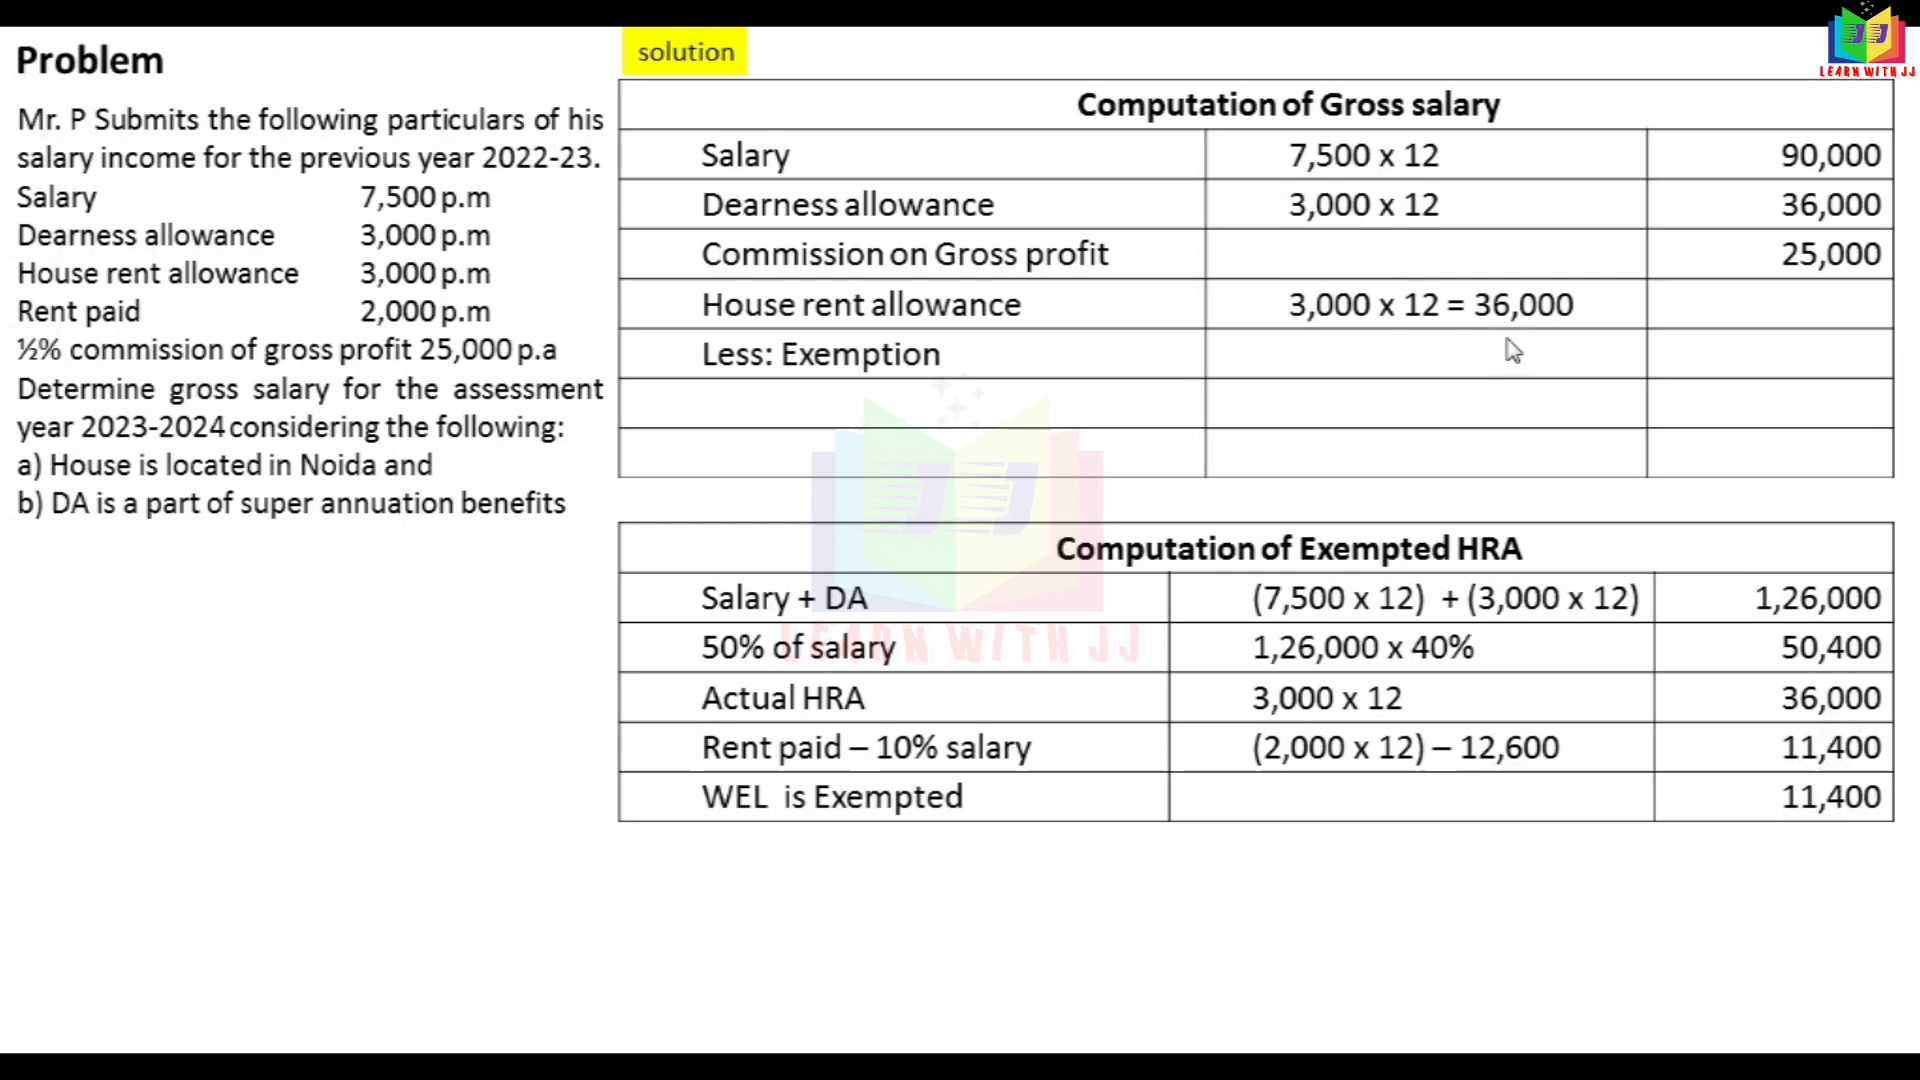 LEARN WITH JJ
Problem
Mr. P Submits the following particulars of his
salary income for the previous year 2022-23.
Salary 7,500 p.m
Dearness allowance 3,000 p.m
House rent allowance 3,000 p.m
Rent paid 2,000 p.m
½% commission of gross profit 25,000 p.a
Determine gross salary for the assessment
year 2023-2024 considering the following:
a) House is located in Noida and
b) DA is a part of super annuation benefits
solution
Computation of Gross salary
Salary 7,500 x 12 90,000
Dearness allowance 3,000 x 12 36,000
Commission on Gross profit 25,000
House rent allowance 3,000 x 12 = 36,000
Less: Exemption
Computation of Exempted HRA
Salary + DA (7,500 x 12) + (3,000 x 12) 1,26,000
50% of salary 1,26,000 x 40% 50,400
Actual HRA 3,000 x 12 36,000
Rent paid – 10% salary (2,000 x 12) – 12,600 11,400
WEL is Exempted 11,400
JJ
LEARN WITH JJ